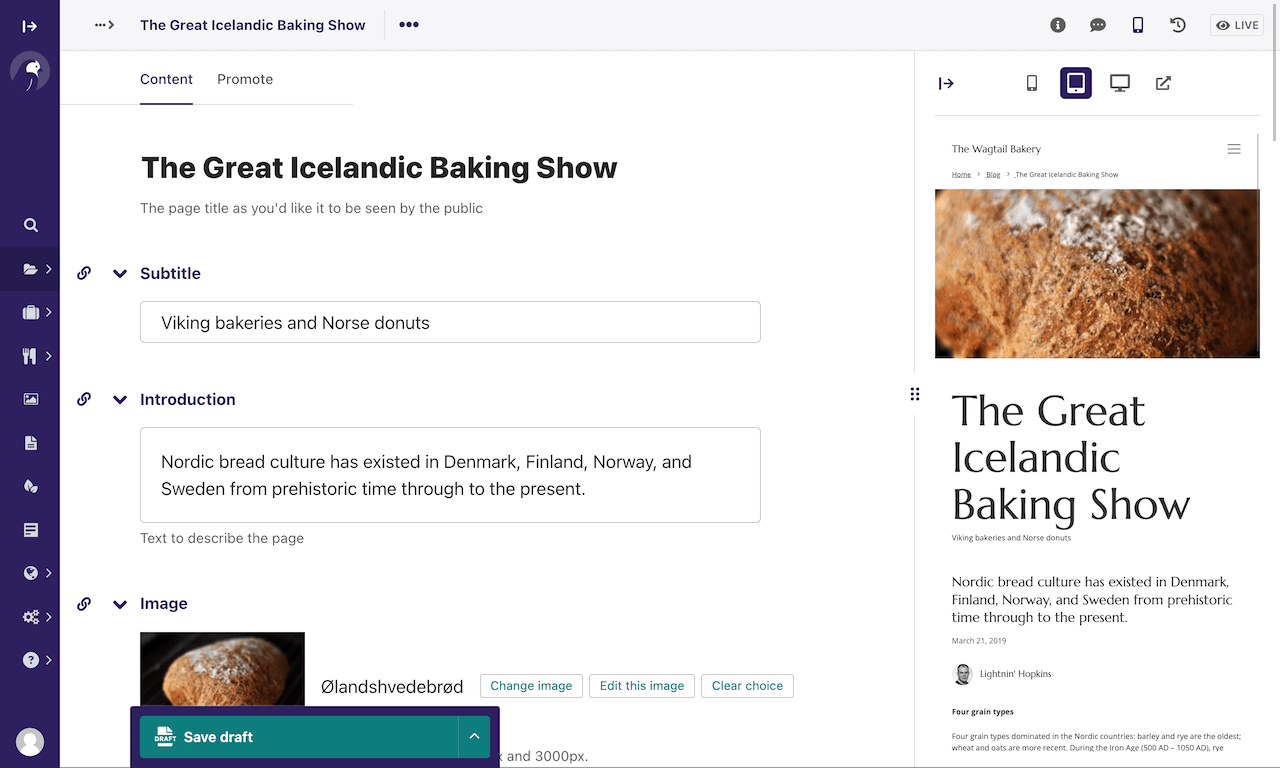 The Great Icelandic Baking Show
LIVE
Content
Promote
The Great Icelandic Baking Show
The page title as you'd like it to be seen by the public
Subtitle
Viking bakeries and Norse donuts
Introduction
Nordic bread culture has existed in Denmark, Finland, Norway, and
Sweden from prehistoric time through to the present.
Text to describe the page
Image
Ølandshvedebrød
Change image
Edit this image
Clear choice
DRAFT
Save draft
and 3000px.
The Wagtail Bakery
Home > Blog > The Great Icelandic Baking Show
The Great
Icelandic
Baking Show
Viking bakeries and Norse donuts
Nordic bread culture has existed in Denmark,
Finland, Norway, and Sweden from prehistoric
time through to the present.
March 21, 2019
Lightnin' Hopkins
Four grain types
Four grain types dominated in the Nordic countries: barley and rye are the oldest;
wheat and oats are more recent. During the Iron Age (500 AD – 1050 AD), rye